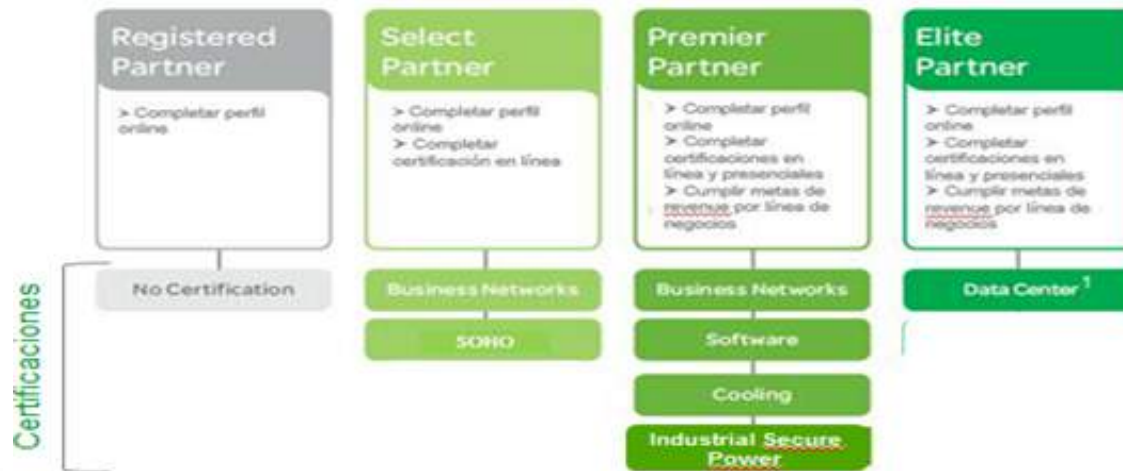 Registered
Partner
➤ Completar perfil
online
No Certification
Select
Partner
➤ Completar perfil
online
➤ Completar
certificación en línea
Business Networks
SOHO
Premier
Partner
➤ Completar perfil
online
➤ Completar
certificaciones en
línea y presenciales
➤ Cumplir metas de
revenue por línea de
negocios
Business Networks
Software
Cooling
Industrial Secure
Power
Elite
Partner
➤ Completar perfil
online
➤ Completar
certificaciones en
línea y presenciales
➤ Cumplir metas de
revenue por línea de
negocios
Data Center¹
Certificaciones